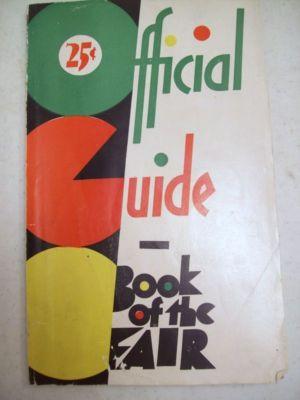 25¢
Official
Guide
—
Book
of the
FAIR